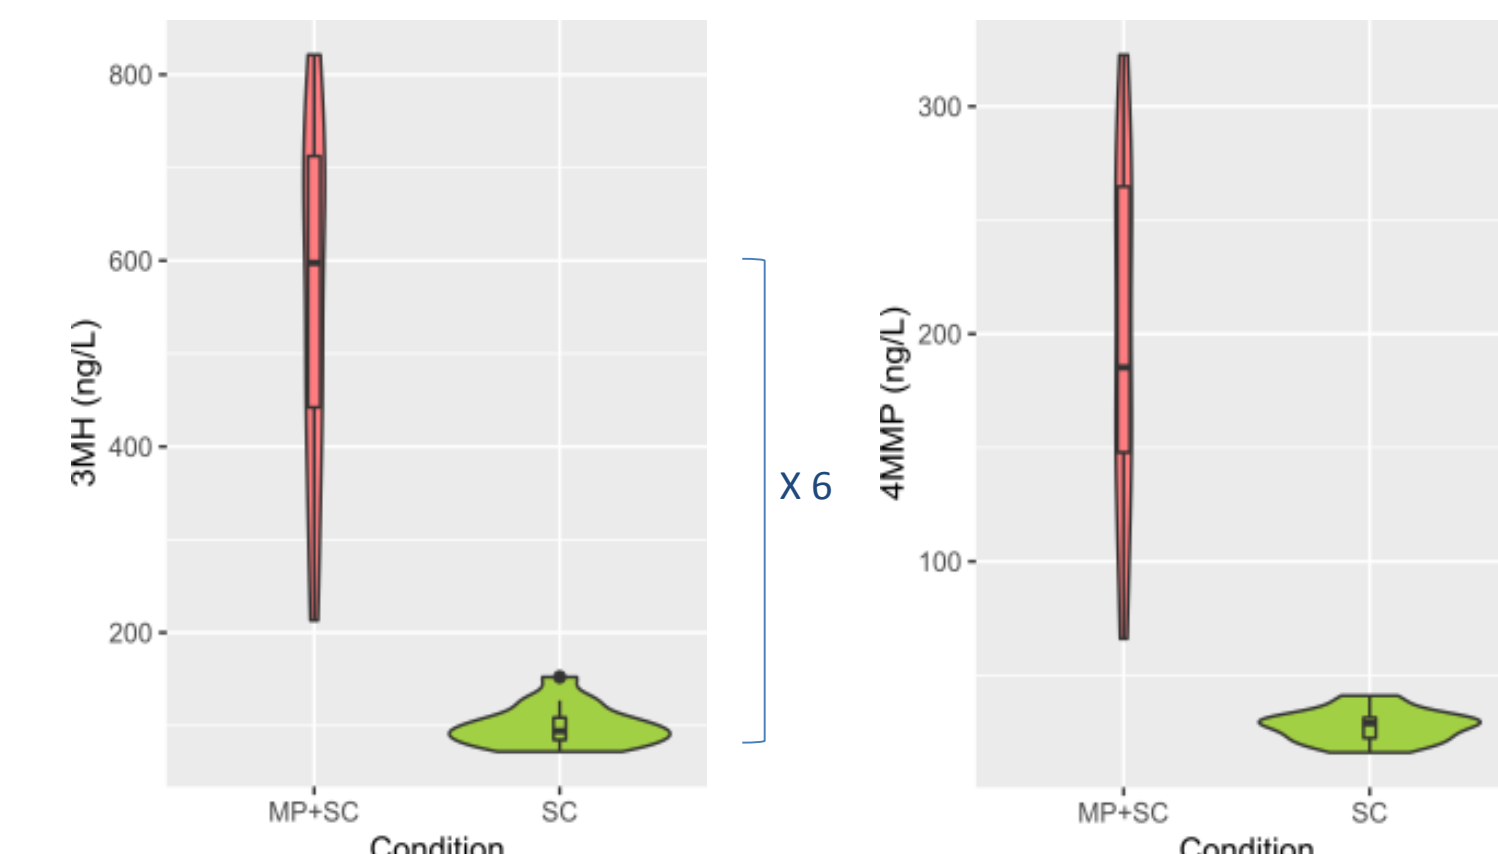 3MH (ng/L)
800
600
400
200
MP+SC
SC
Condition
X 6
4MMP (ng/L)
300
200
100
MP+SC
SC
Condition